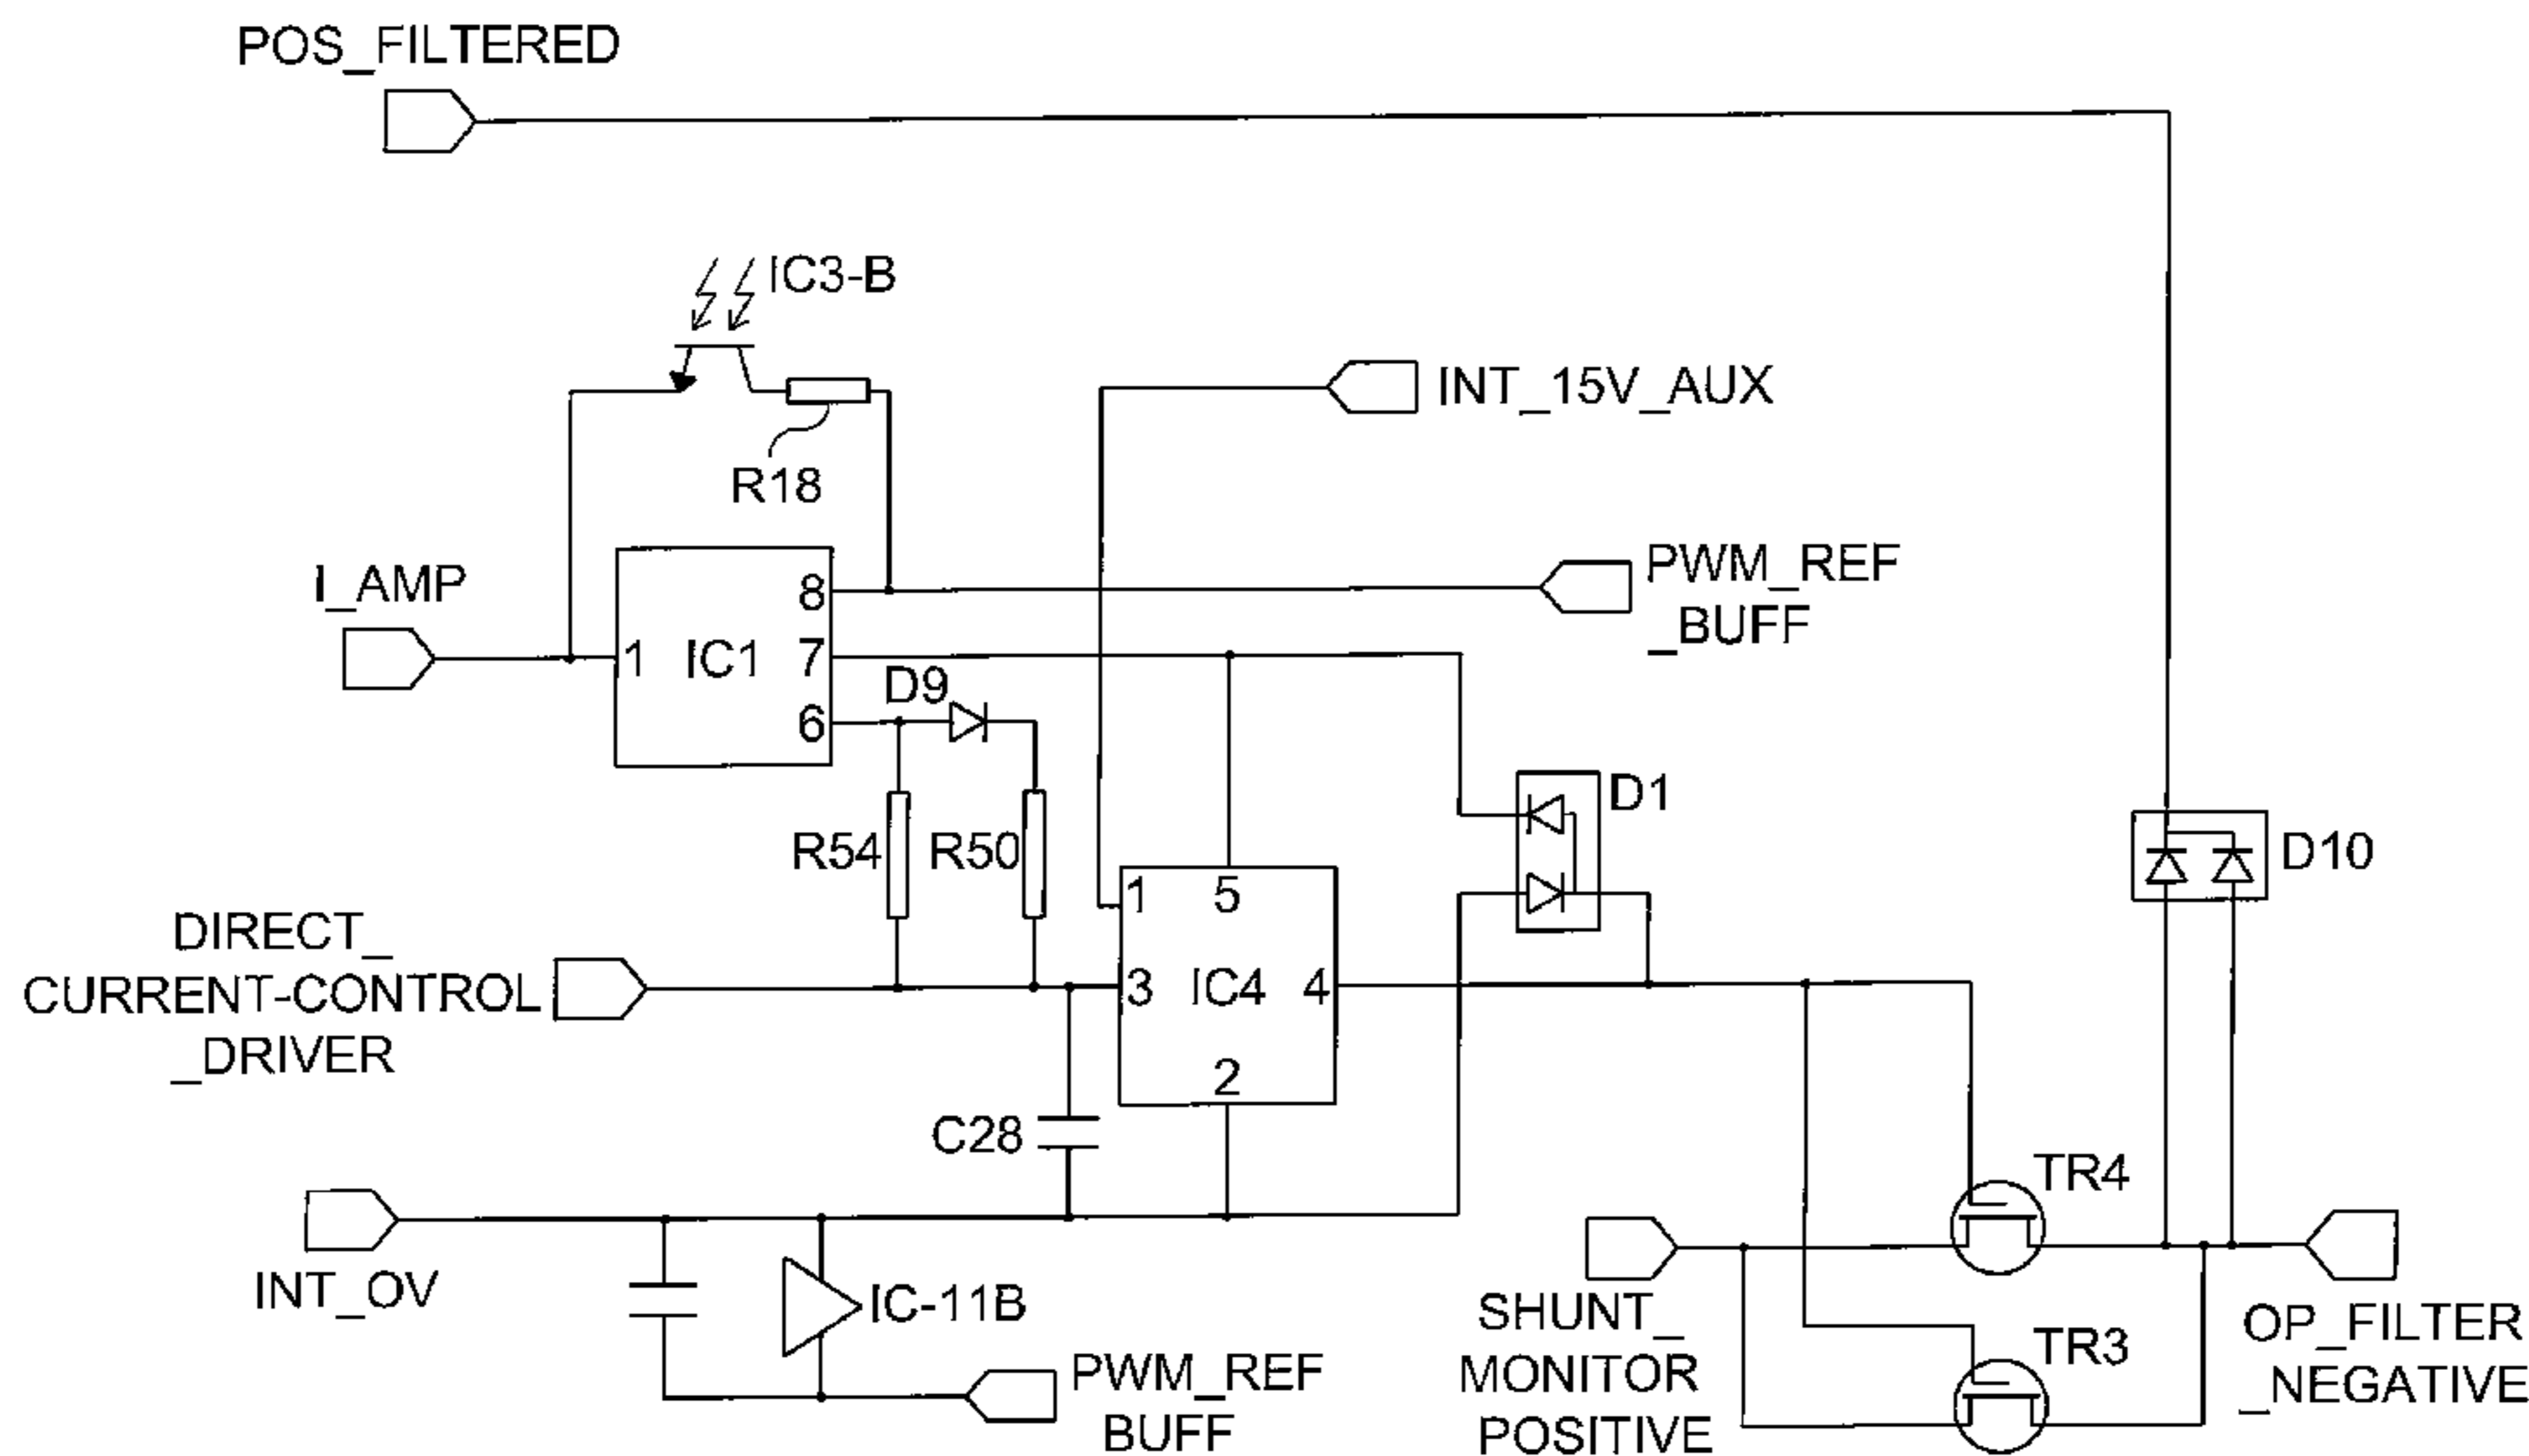 POS_FILTERED
IC3-B
INT_15V_AUX
R18
I_AMP
PWM_REF
_BUFF
8
1
IC1
7
6
D9
D1
R54
R50
D10
1
5
DIRECT_
CURRENT-CONTROL
_DRIVER
3
IC4
4
2
C28
TR4
INT_OV
IC-11B
SHUNT_
MONITOR
POSITIVE
OP_FILTER
_NEGATIVE
TR3
PWM_REF
BUFF